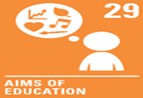 29
AIMS OF
EDUCATION